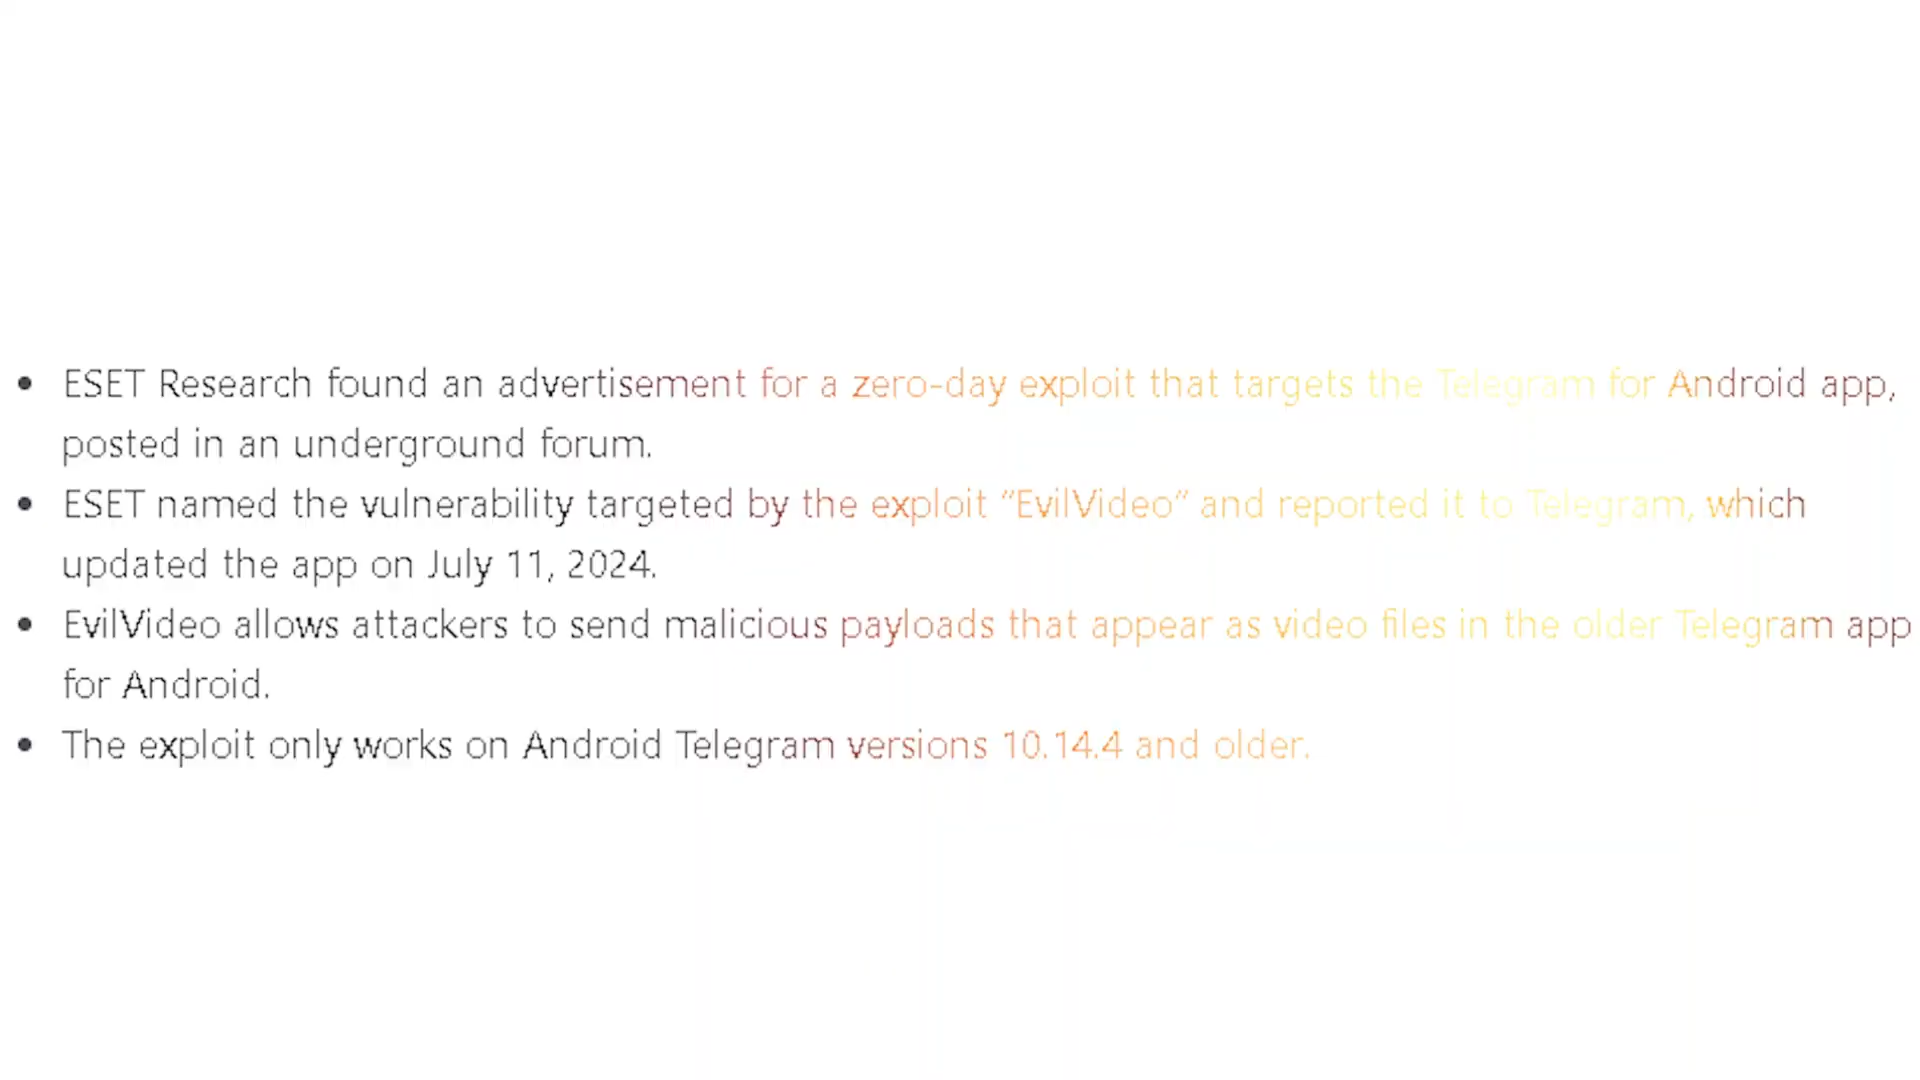 • ESET Research found an advertisement for a zero-day exploit that targets the Telegram for Android app,
posted in an underground forum.
• ESET named the vulnerability targeted by the exploit “EvilVideo” and reported it to Telegram, which
updated the app on July 11, 2024.
• EvilVideo allows attackers to send malicious payloads that appear as video files in the older Telegram app
for Android.
• The exploit only works on Android Telegram versions 10.14.4 and older.